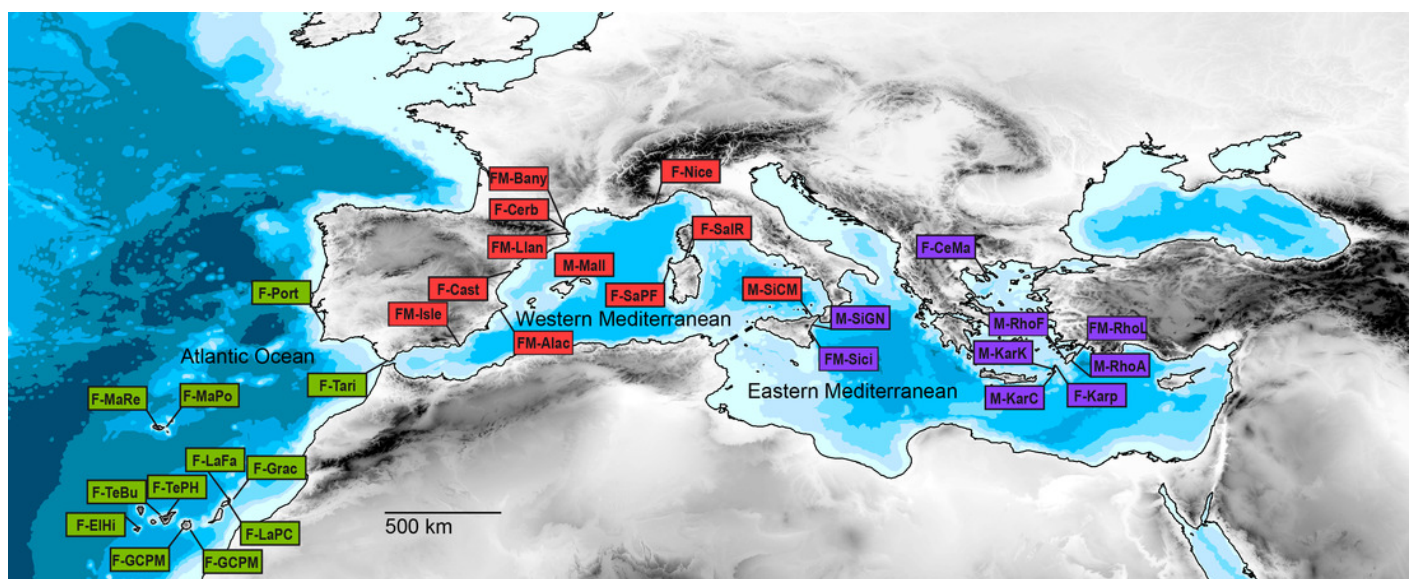 FM-Bany
F-Nice
F-Cerb
F-SaIR
FM-Llan
F-CeMa
M-Mall
F-Port
F-Cast
F-SaPF
M-SiCM
FM-Isle
Western Mediterranean
M-SiGN
M-RhoF
FM-RhoL
Atlantic Ocean
FM-Alac
FM-Sici
M-KarK
M-RhoA
F-Tari
Eastern Mediterranean
M-KarC
F-Karp
F-MaRe
F-MaPo
F-LaFa
F-Grac
F-TeBu
F-TePH
F-ElHi
500 km
F-LaPC
F-GCPM
F-GCPM